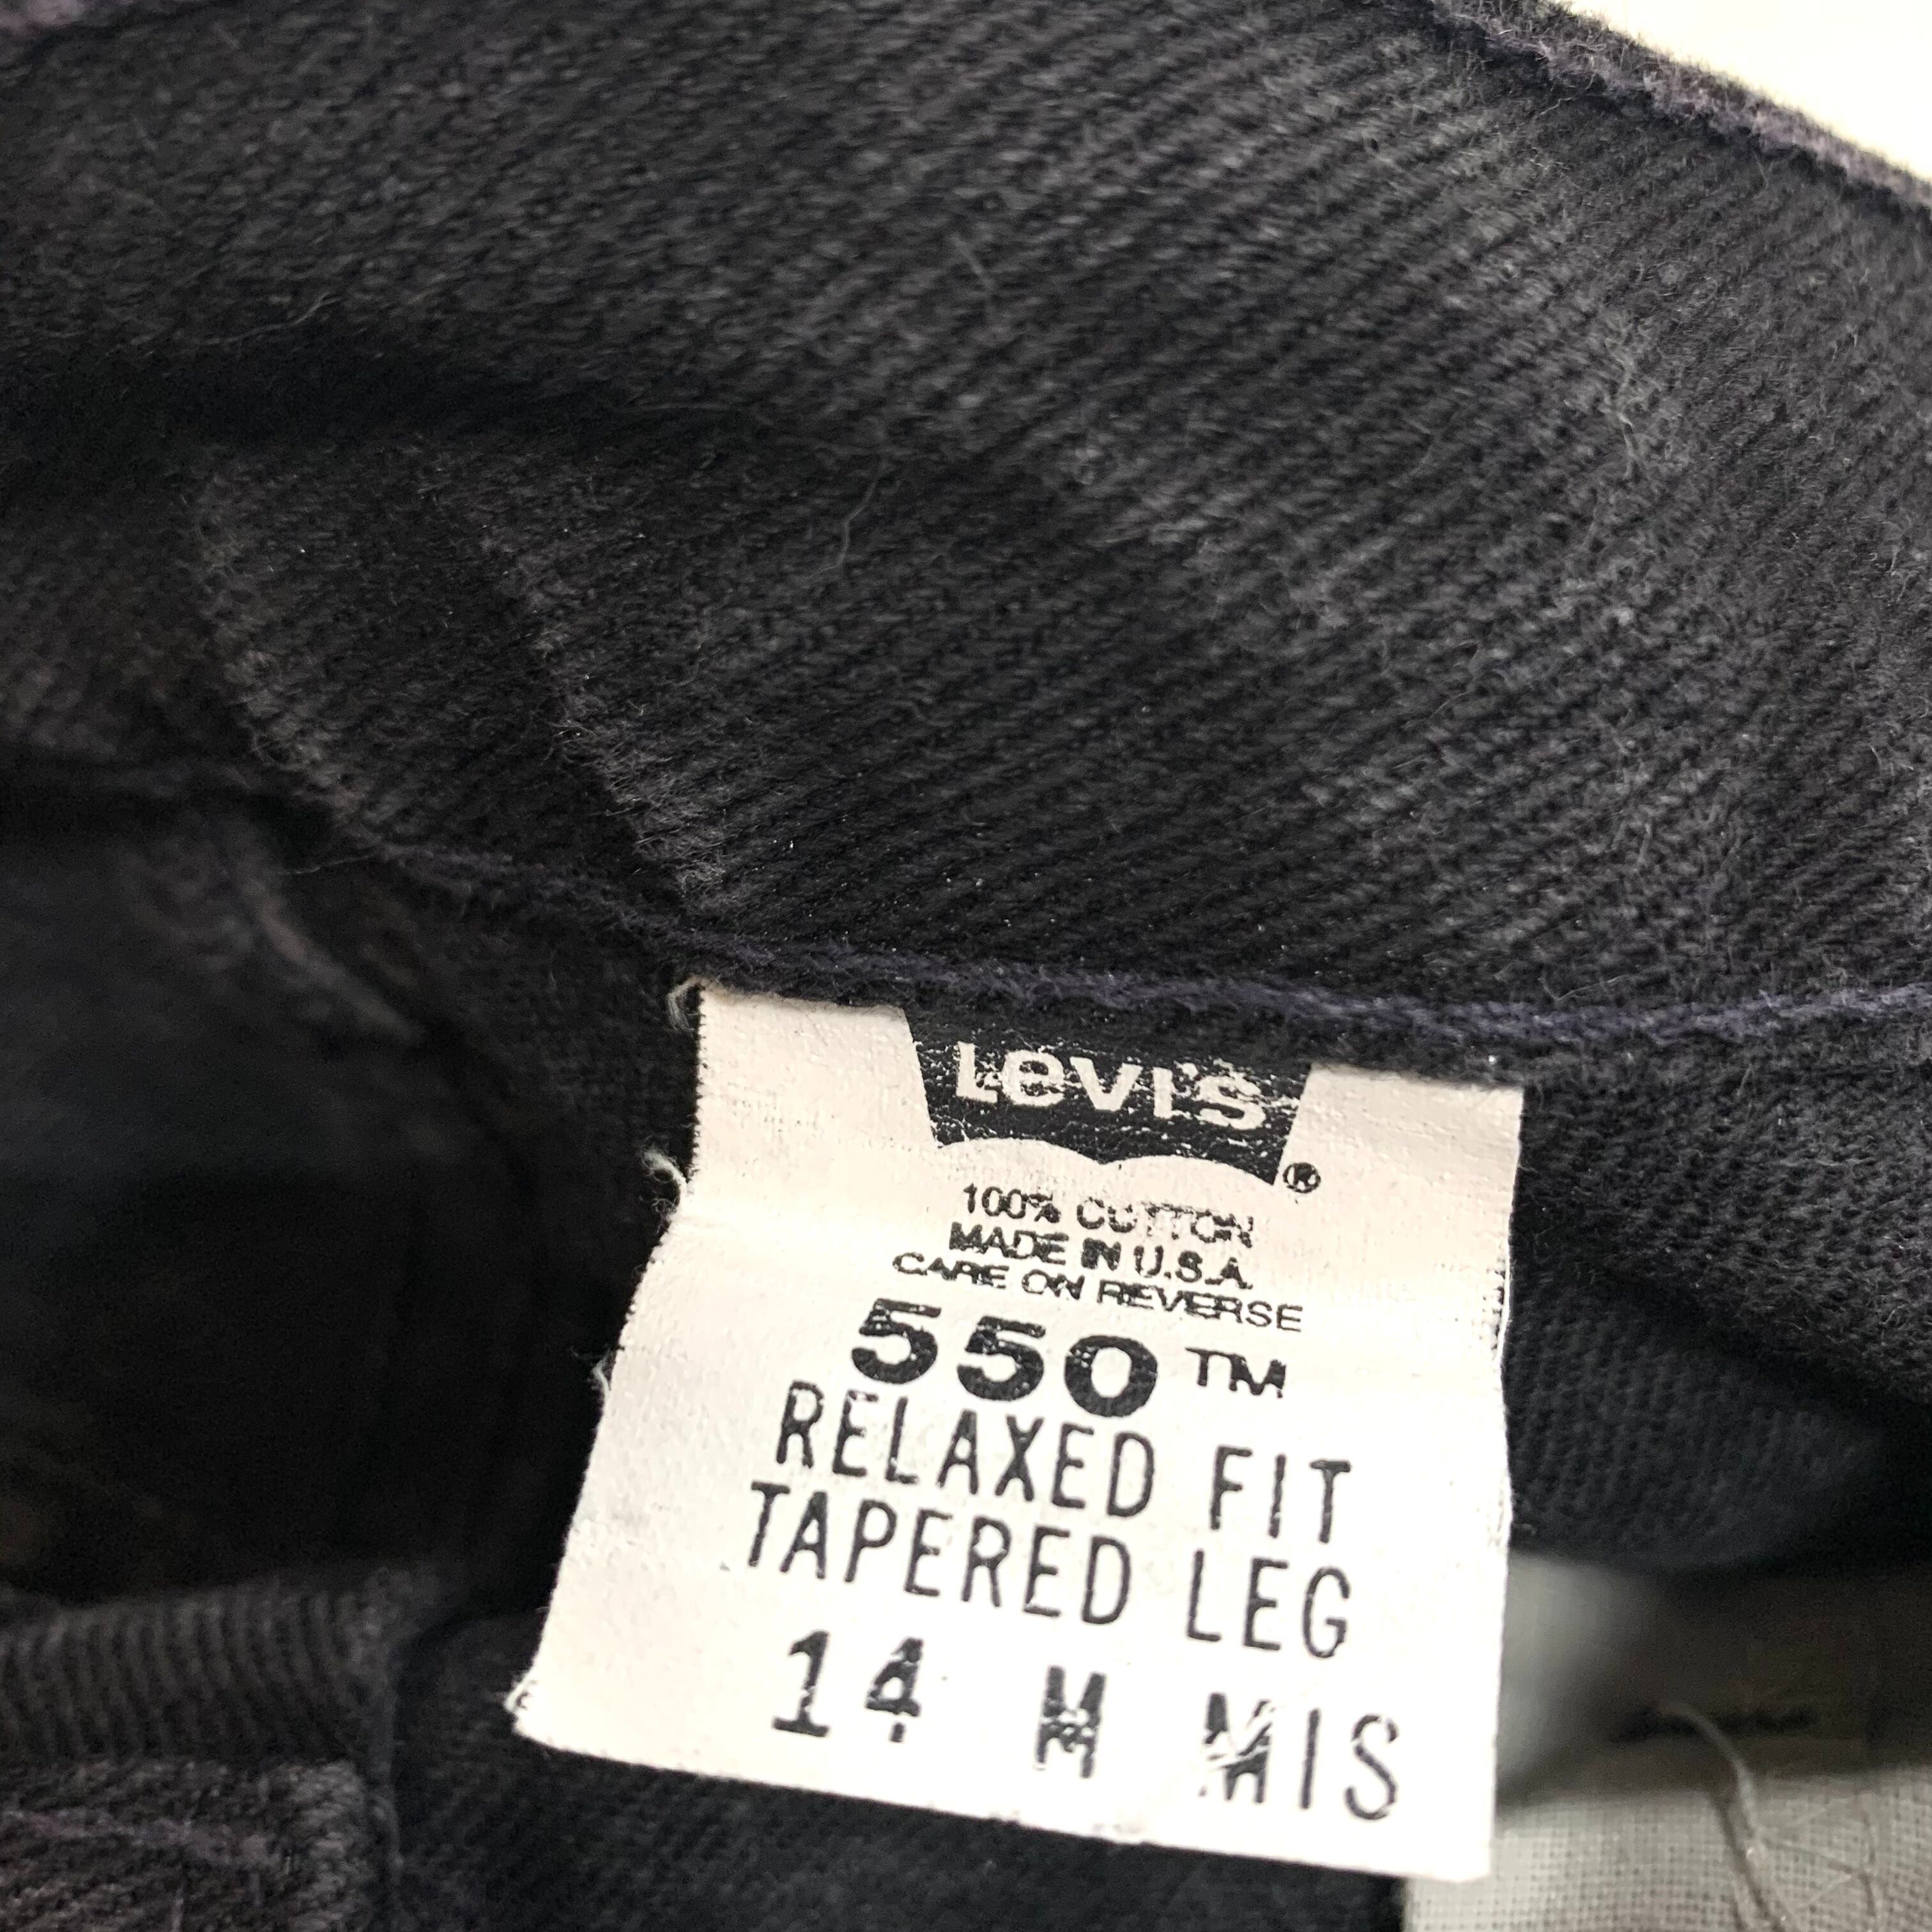 Levi's®
100% COTTON
MADE IN U.S.A.
CARE ON REVERSE
550™
RELAXED FIT
TAPERED LEG
14 M MIS